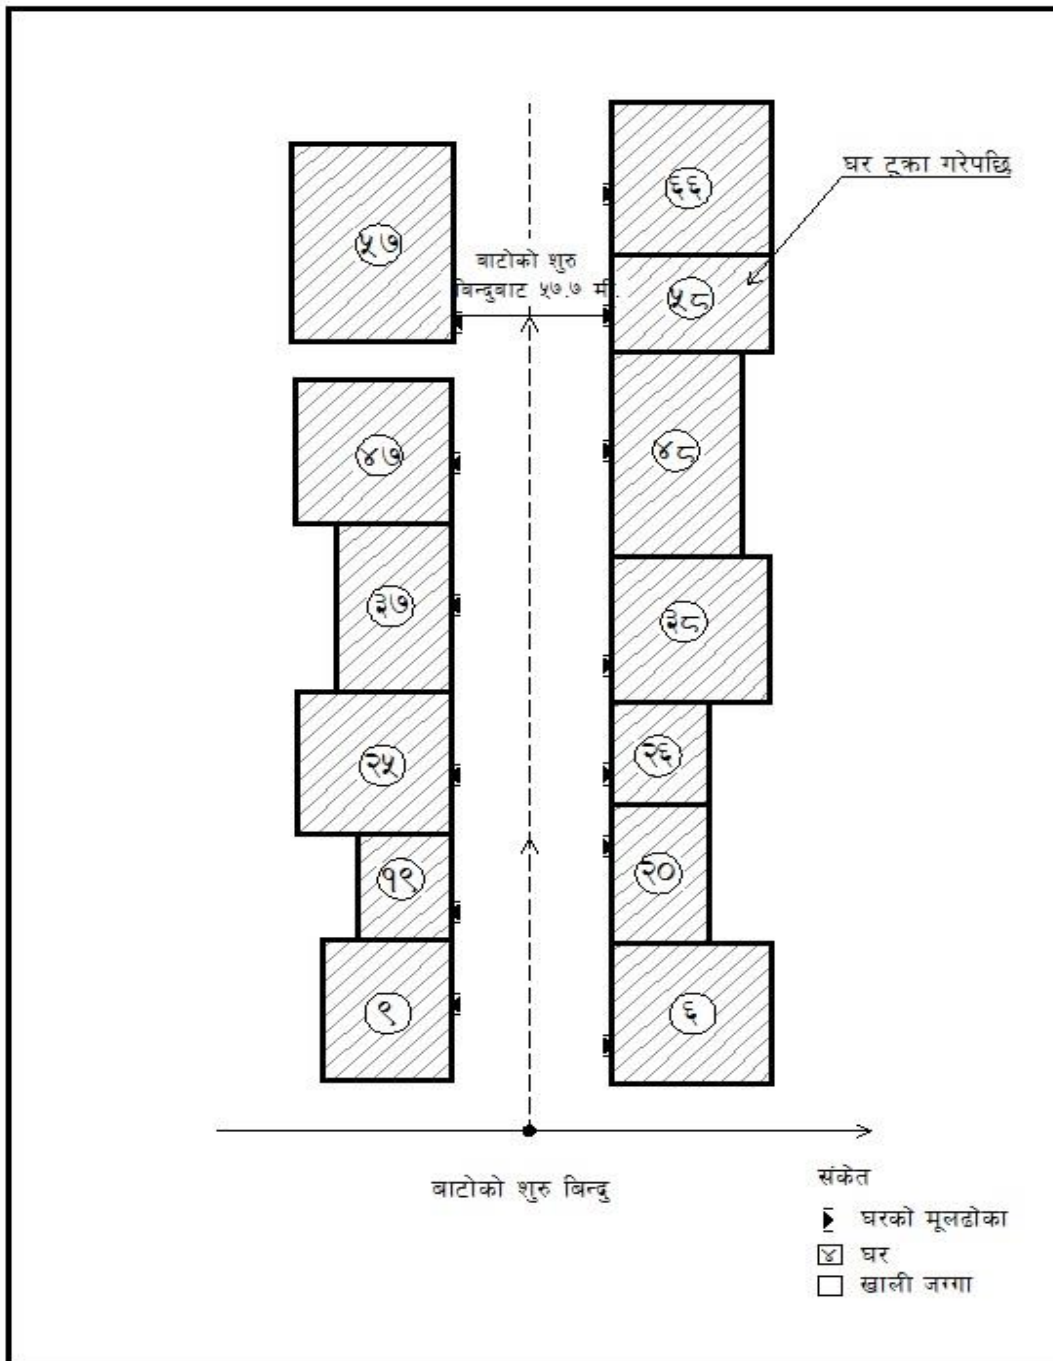 ६६
घर टुक्रा गरेपछि
५७
बाटोको शुरु
बिन्दुबाट ५७.७ मी.
५८
४७
४८
३७
३८
२५
२६
१९
२०
९
६
बाटोको शुरु बिन्दु
संकेत
घरको मूलढोका
४ घर
खाली जग्गा